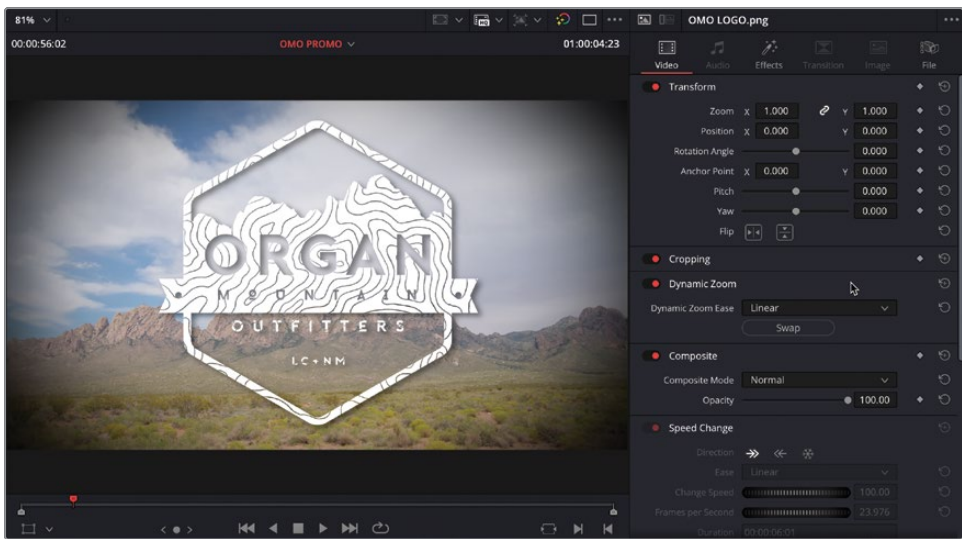 81%
OMO LOGO.png
00:00:56:02
OMO PROMO
01:00:04:23
Video
Audio
Effects
Transition
Image
File
Transform
Zoom X 1.000 Y 1.000
Position X 0.000 Y 0.000
Rotation Angle 0.000
Anchor Point X 0.000 Y 0.000
Pitch 0.000
Yaw 0.000
Flip
Cropping
Dynamic Zoom
Dynamic Zoom Ease Linear
Swap
Composite
Composite Mode Normal
Opacity 100.00
Speed Change
Direction
Ease Linear
Change Speed 100.00
Frames per Second 23.976
Duration 00:00:06:01
ORGAN
MOUNTAIN
OUTFITTERS
LC+NM